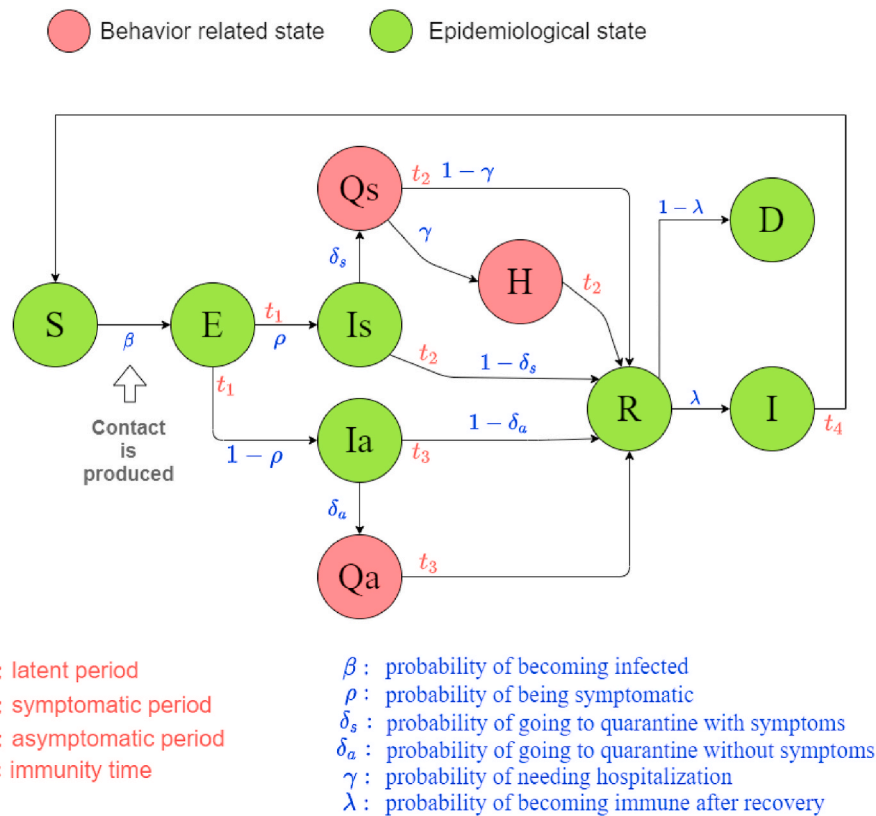 Behavior related state
Epidemiological state
Qs
t₂ 1 − γ
γ
δₛ
H
t₂
1 − λ
D
S
β
E
t₁
ρ
Is
t₂
1 − δₛ
t₁
Contact
is
produced
1 − ρ
Ia
1 − δₐ
t₃
R
λ
I
t₄
δₐ
Qa
t₃
: latent period
: symptomatic period
: asymptomatic period
: immunity time
β : probability of becoming infected
ρ : probability of being symptomatic
δₛ : probability of going to quarantine with symptoms
δₐ : probability of going to quarantine without symptoms
γ : probability of needing hospitalization
λ : probability of becoming immune after recovery